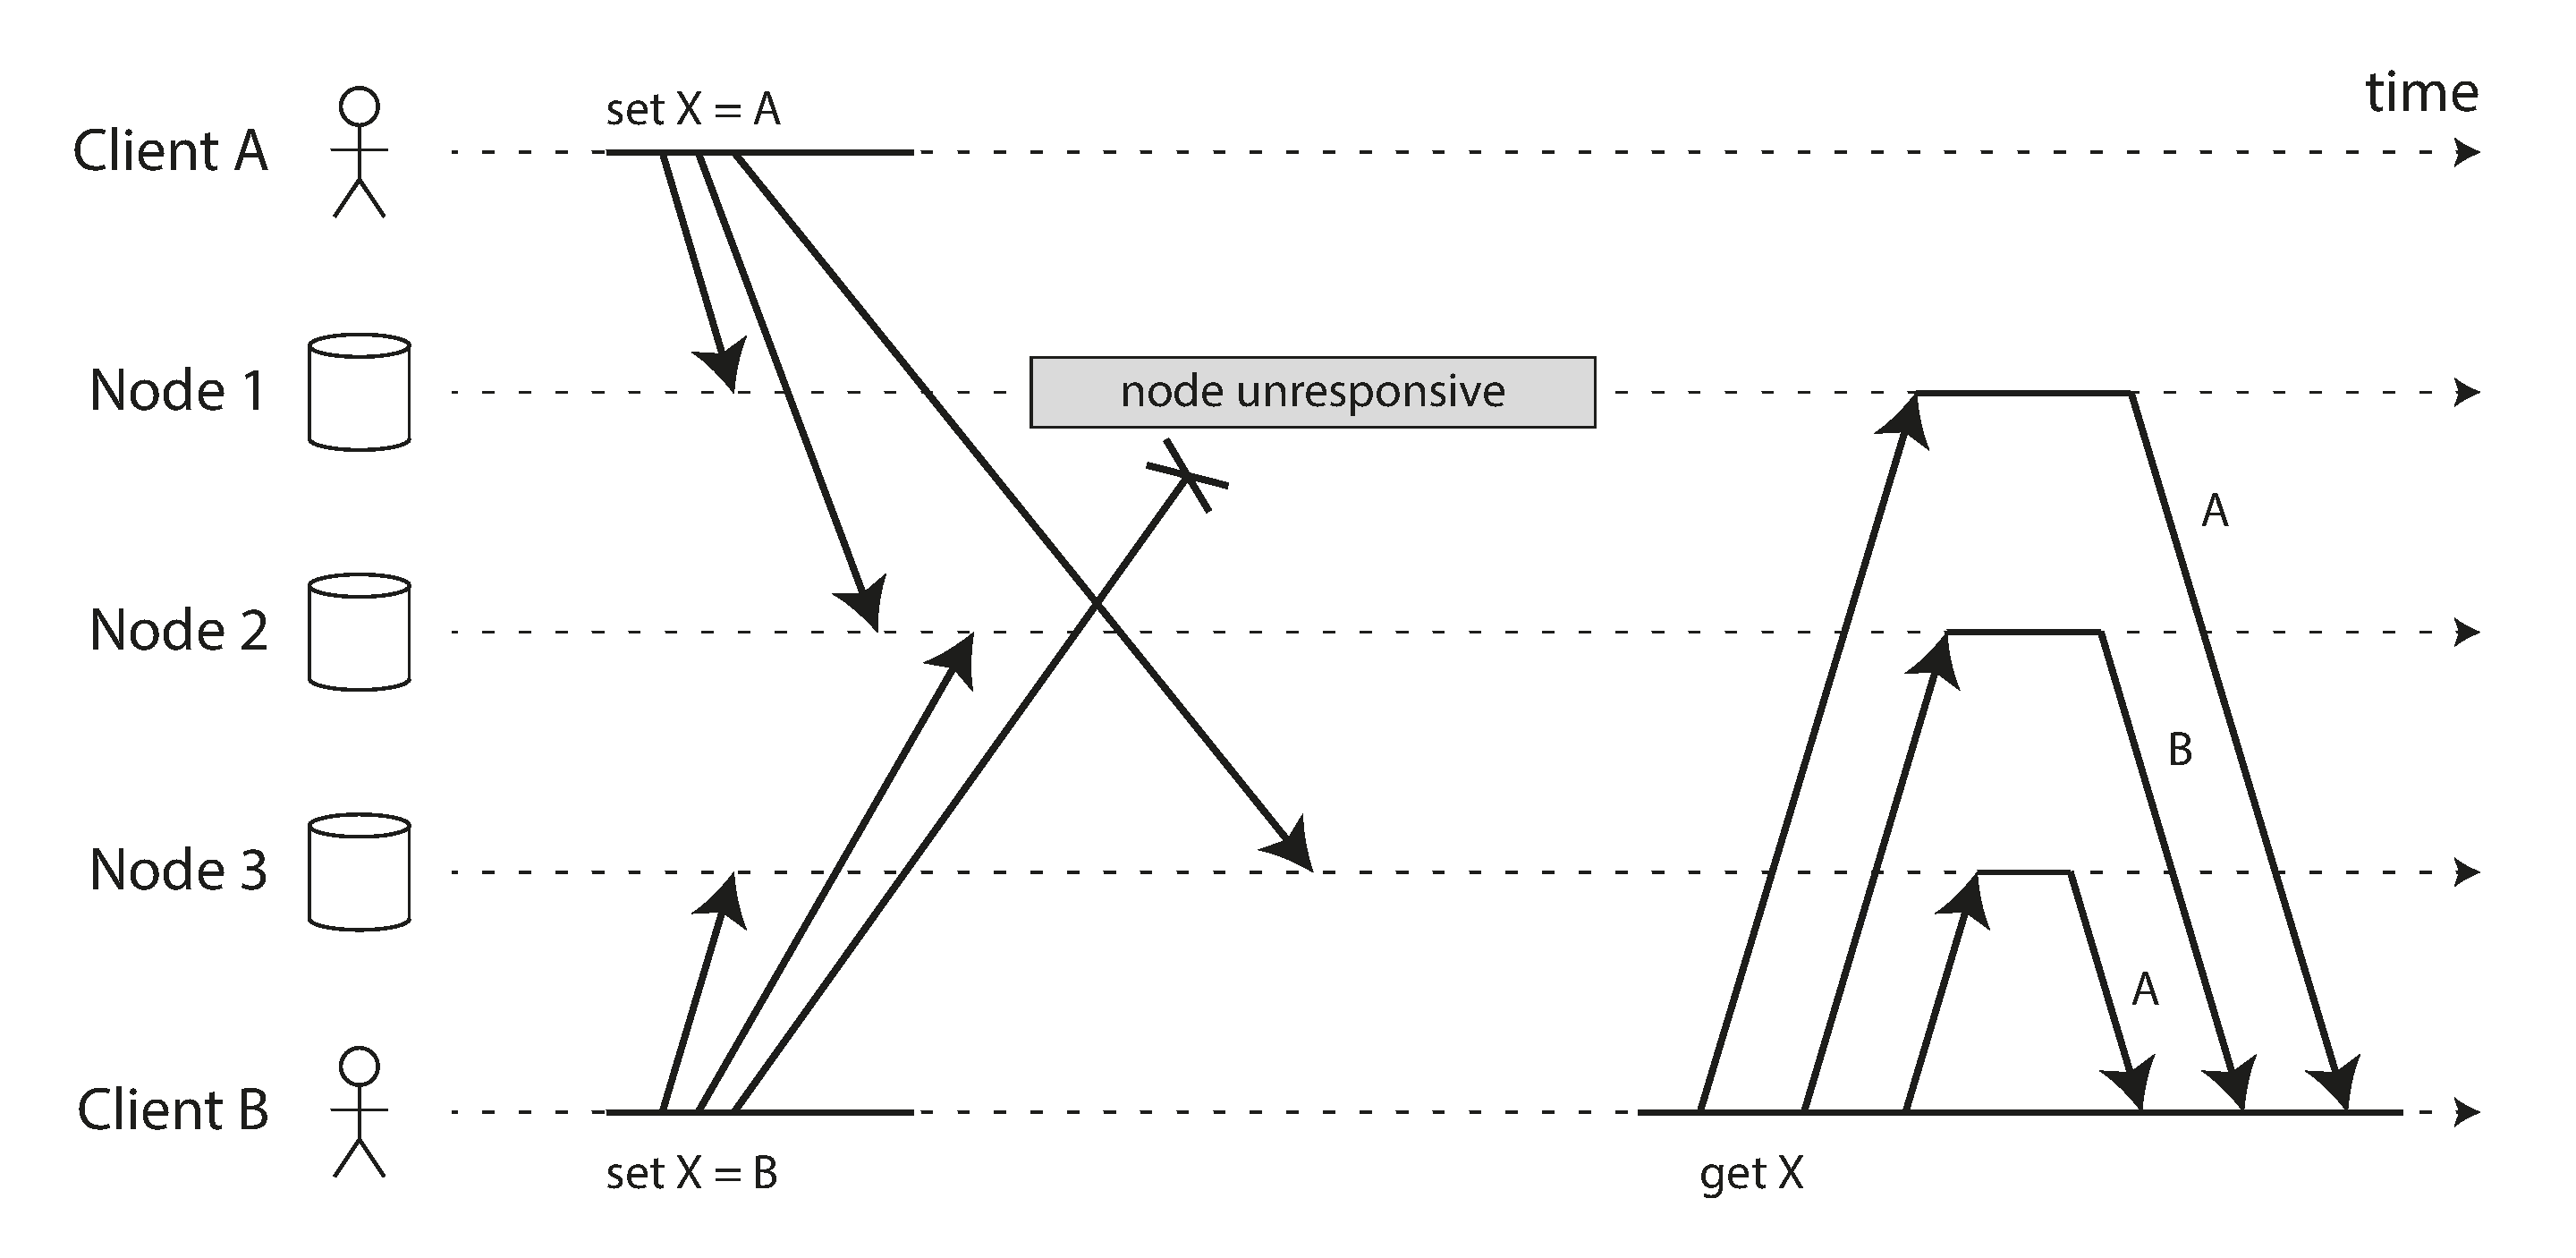 time
set X = A
Client A
Node 1
node unresponsive
A
Node 2
B
Node 3
A
Client B
set X = B
get X